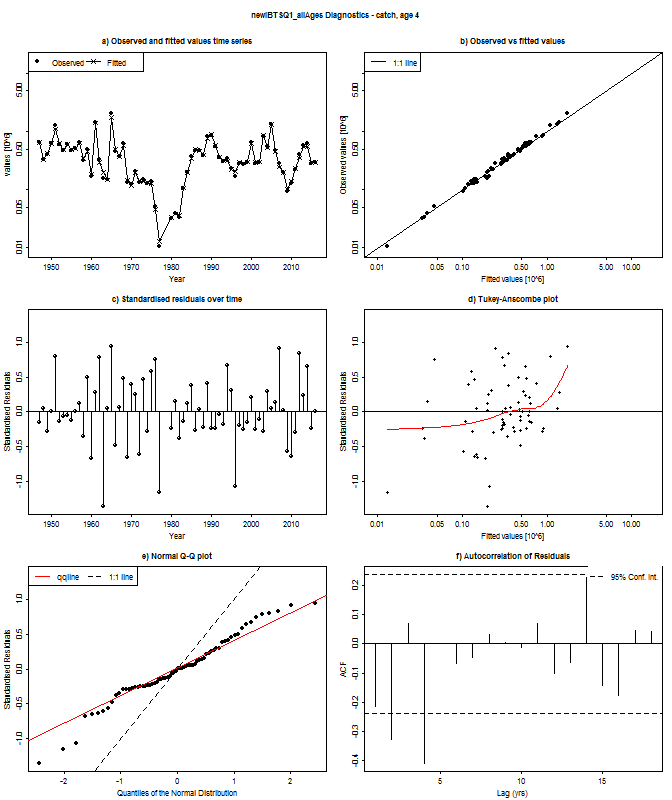 newIBTSQ1_allAges Diagnostics - catch, age 4
a) Observed and fitted values time series
Observed Fitted
values [10^6]
5.00
0.50
0.05
0.01
1950 1960 1970 1980 1990 2000 2010
Year
b) Observed vs fitted values
1:1 line
Observed values [10^6]
5.00
0.50
0.05
0.01
0.01 0.05 0.10 0.50 1.00 5.00 10.00
Fitted values [10^6]
c) Standardised residuals over time
Standardised Residuals
1.0
0.5
0.0
-1.0
1950 1960 1970 1980 1990 2000 2010
Year
d) Tukey-Anscombe plot
Standardised Residuals
1.0
0.5
0.0
-1.0
0.01 0.05 0.10 0.50 1.00 5.00 10.00
Fitted values [10^6]
e) Normal Q-Q plot
qqline 1:1 line
Standardised Residuals
1.0
0.5
0.0
-0.5
-1.0
-2 -1 0 1 2
Quantiles of the Normal Distribution
f) Autocorrelation of Residuals
95% Conf. Int.
ACF
0.2
0.1
0.0
-0.1
-0.2
-0.3
-0.4
5 10 15
Lag (yrs)